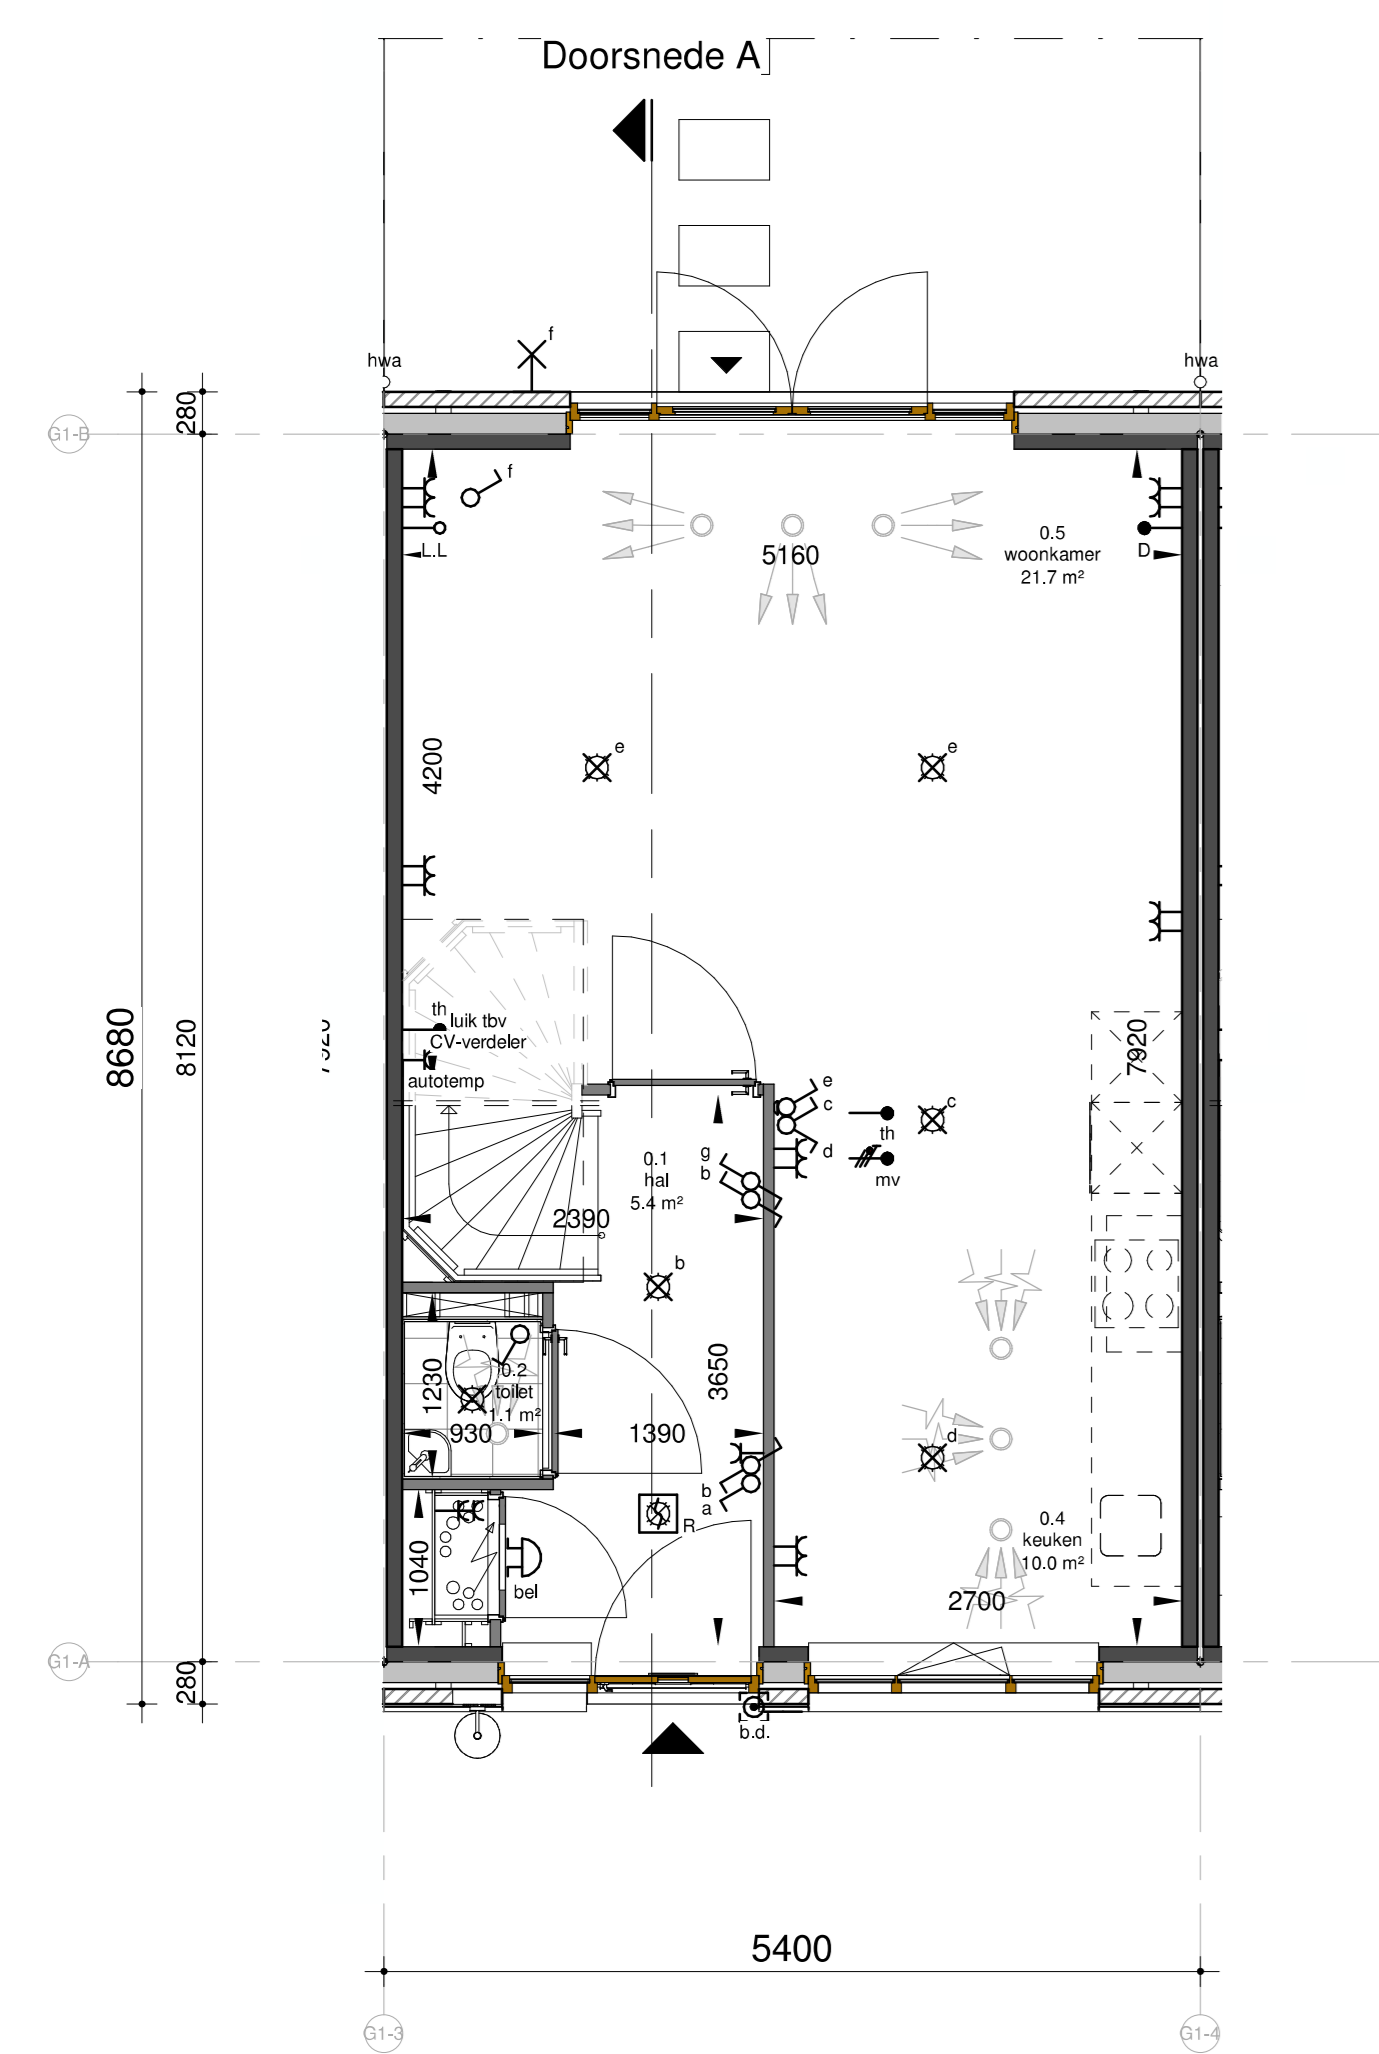 Doorsnede A
f
hwa
hwa
280
G1-B
f
L.L
5160
0.5
woonkamer
21.7 m²
D
e
e
4200
8680
8120
7920
th
luik tbv
CV-verdeler
autotemp
7920
e
c
d
th
c
mv
g
b
0.1
hal
5.4 m²
2390
b
1230
0.2
toilet
1.1 m²
3650
930
1390
d
b
a
R
1040
bel
0.4
keuken
10.0 m²
2700
G1-A
280
b.d.
5400
G1-3
G1-4